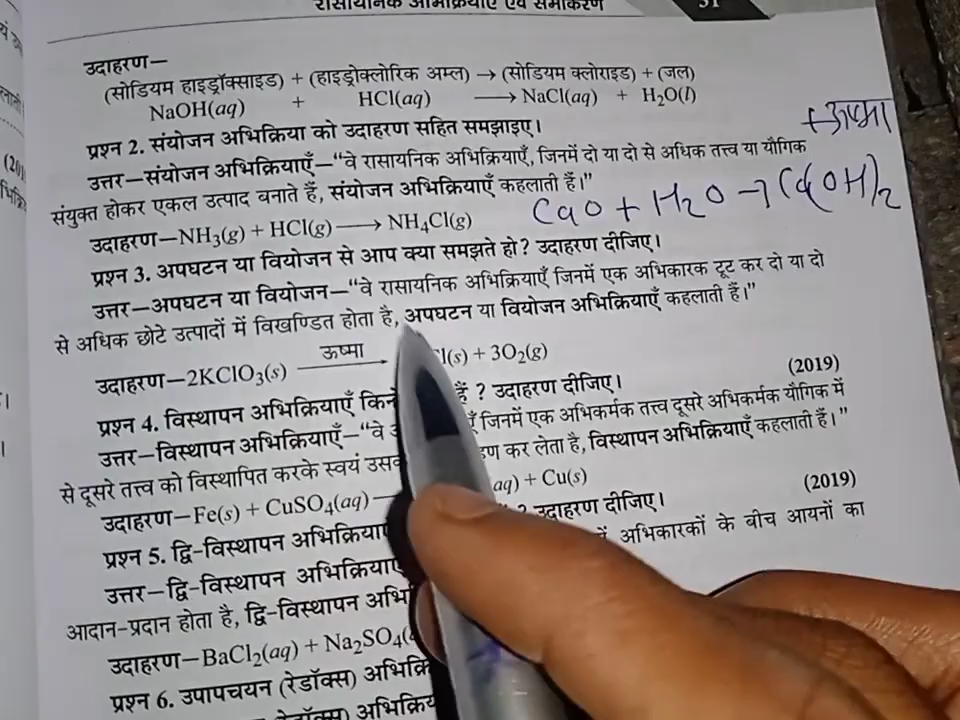 रासायनिक अभिक्रियाएँ एवं समीकरण
उदाहरण—
(सोडियम हाइड्रॉक्साइड) + (हाइड्रोक्लोरिक अम्ल) → (सोडियम क्लोराइड) + (जल)
NaOH(aq) + HCl(aq) ⟶ NaCl(aq) + H₂O(l)
+ ऊष्मा
प्रश्न 2. संयोजन अभिक्रिया को उदाहरण सहित समझाइए।
उत्तर—संयोजन अभिक्रियाएँ—“वे रासायनिक अभिक्रियाएँ, जिनमें दो या दो से अधिक तत्त्व या यौगिक
संयुक्त होकर एकल उत्पाद बनाते हैं, संयोजन अभिक्रियाएँ कहलाती हैं।”
CaO + H₂O → Ca(OH)₂
उदाहरण—NH₃(g) + HCl(g) ⟶ NH₄Cl(g)
प्रश्न 3. अपघटन या वियोजन से आप क्या समझते हो? उदाहरण दीजिए।
उत्तर—अपघटन या वियोजन—“वे रासायनिक अभिक्रियाएँ जिनमें एक अभिकारक टूट कर दो या दो
से अधिक छोटे उत्पादों में विखण्डित होता है, अपघटन या वियोजन अभिक्रियाएँ कहलाती हैं।”
उदाहरण—2KClO₃(s) ऊष्मा ⟶ Cl(s) + 3O₂(g)
(2019)
प्रश्न 4. विस्थापन अभिक्रियाएँ हैं ? उदाहरण दीजिए।
उत्तर—विस्थापन अभिक्रियाएँ—“वे जिनमें एक अभिकर्मक तत्त्व दूसरे अभिकर्मक यौगिक में
से दूसरे तत्त्व को विस्थापित करके स्वयं कर लेता है, विस्थापन अभिक्रियाएँ कहलाती हैं।”
उदाहरण—Fe(s) + CuSO₄(aq) — aq) + Cu(s)
(2019)
प्रश्न 5. द्वि-विस्थापन ? उदाहरण दीजिए।
उत्तर—द्वि-विस्थापन अभिकारकों के बीच आयनों का
आदान-प्रदान होता है, द्वि-विस्थापन
उदाहरण—BaCl₂(aq) + Na₂SO₄(
प्रश्न 6. उपापचयन (रेडॉक्स)